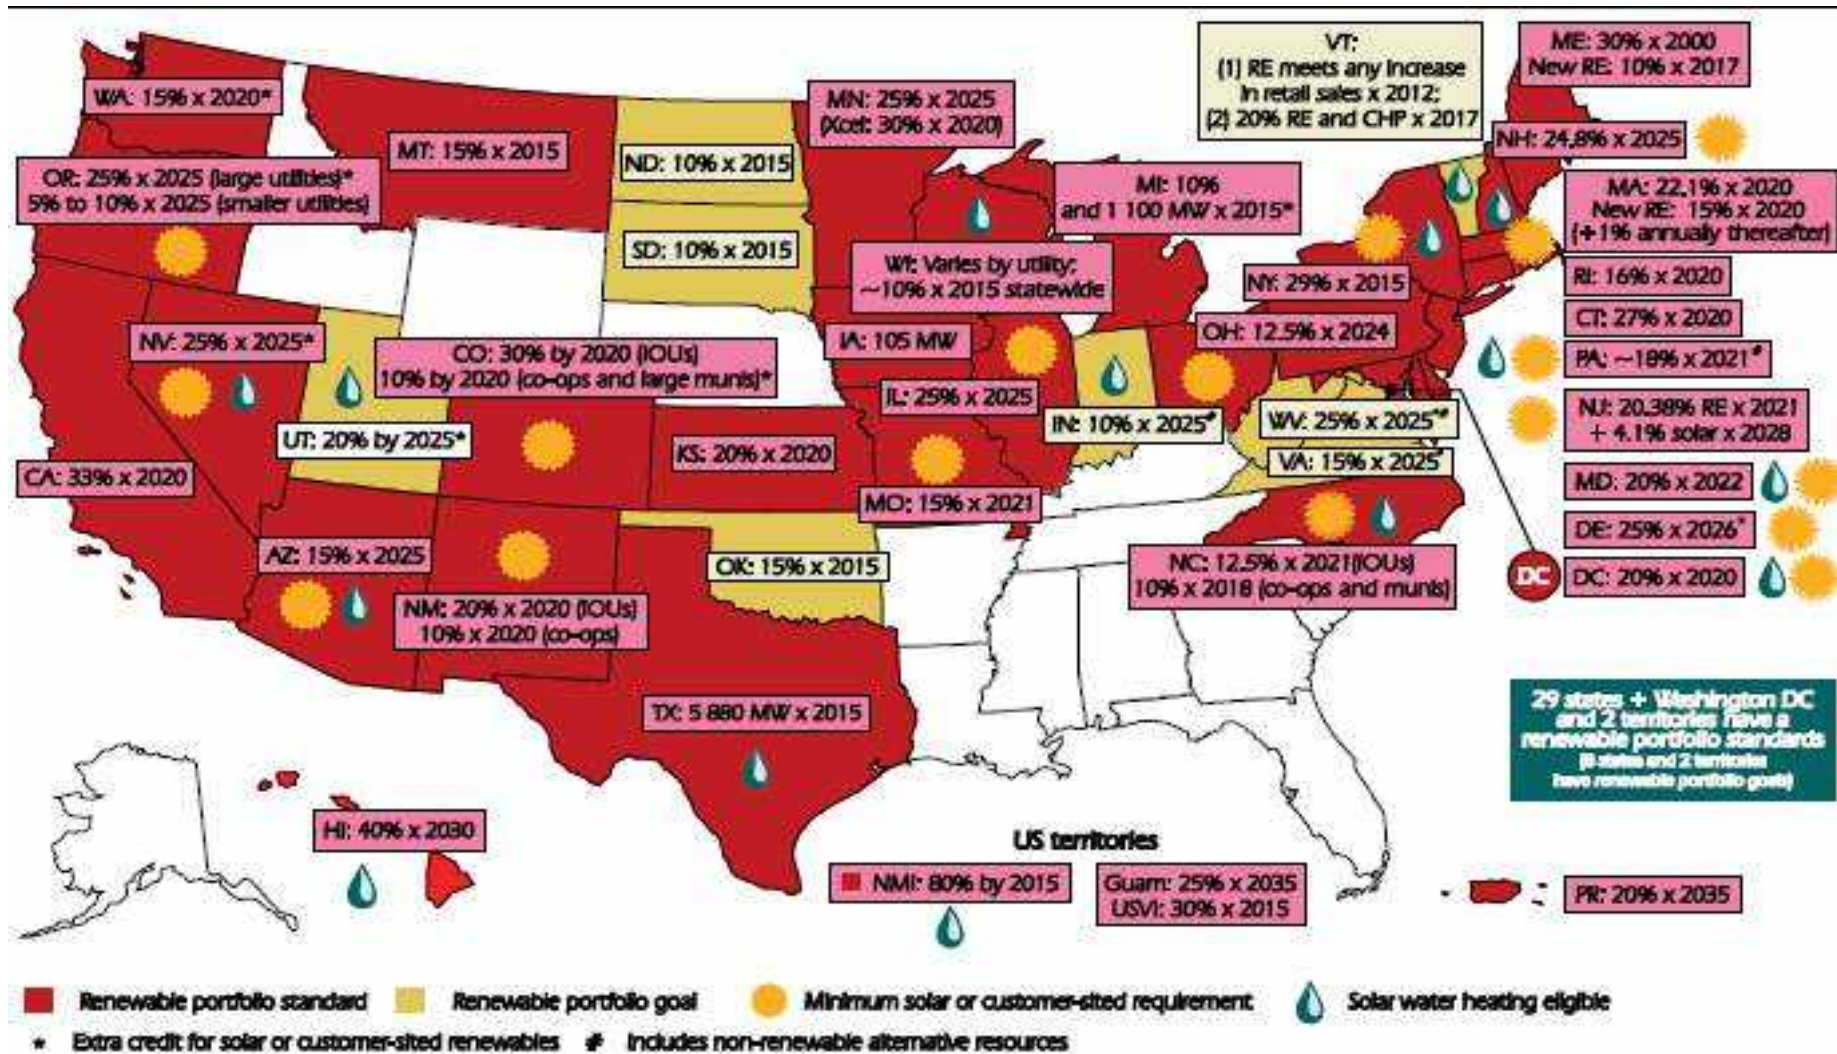 WA: 15% x 2020*
MT: 15% x 2015
ND: 10% x 2015
MN: 25% x 2025
(Xcel: 30% x 2020)
VT:
(1) RE meets any increase
in retail sales x 2012;
(2) 20% RE and CHP x 2017
ME: 30% x 2000
New RE: 10% x 2017
NH: 24.8% x 2025
OR: 25% x 2025 (large utilities)*
5% to 10% x 2025 (smaller utilities)
SD: 10% x 2015
MI: 10%
and 1 100 MW x 2015*
MA: 22.1% x 2020
New RE: 15% x 2020
(+1% annually thereafter)
WI: Varies by utility;
~10% x 2015 statewide
NY: 29% x 2015
RI: 16% x 2020
CT: 27% x 2020
NV: 25% x 2025*
CO: 30% by 2020 (IOUs)
10% by 2020 (co-ops and large munis)*
IA: 105 MW
OH: 12.5% x 2024
PA: ~18% x 2021#
IL: 25% x 2025
NJ: 20.38% RE x 2021
+ 4.1% solar x 2028
UT: 20% by 2025*
IN: 10% x 2025#
WV: 25% x 2025*#
KS: 20% x 2020
VA: 15% x 2025*
CA: 33% x 2020
MO: 15% x 2021
MD: 20% x 2022
DE: 25% x 2026*
AZ: 15% x 2025
OK: 15% x 2015
NC: 12.5% x 2021(IOUs)
10% x 2018 (co-ops and munis)
DC
DC: 20% x 2020
NM: 20% x 2020 (IOUs)
10% x 2020 (co-ops)
TX: 5 880 MW x 2015
29 states + Washington DC
and 2 territories have a
renewable portfolio standards
(8 states and 2 territories
have renewable portfolio goals)
HI: 40% x 2030
US territories
NMI: 80% by 2015
Guam: 25% x 2035
USVI: 30% x 2015
PR: 20% x 2035
Renewable portfolio standard
Renewable portfolio goal
Minimum solar or customer-sited requirement
Solar water heating eligible
* Extra credit for solar or customer-sited renewables
# Includes non-renewable alternative resources